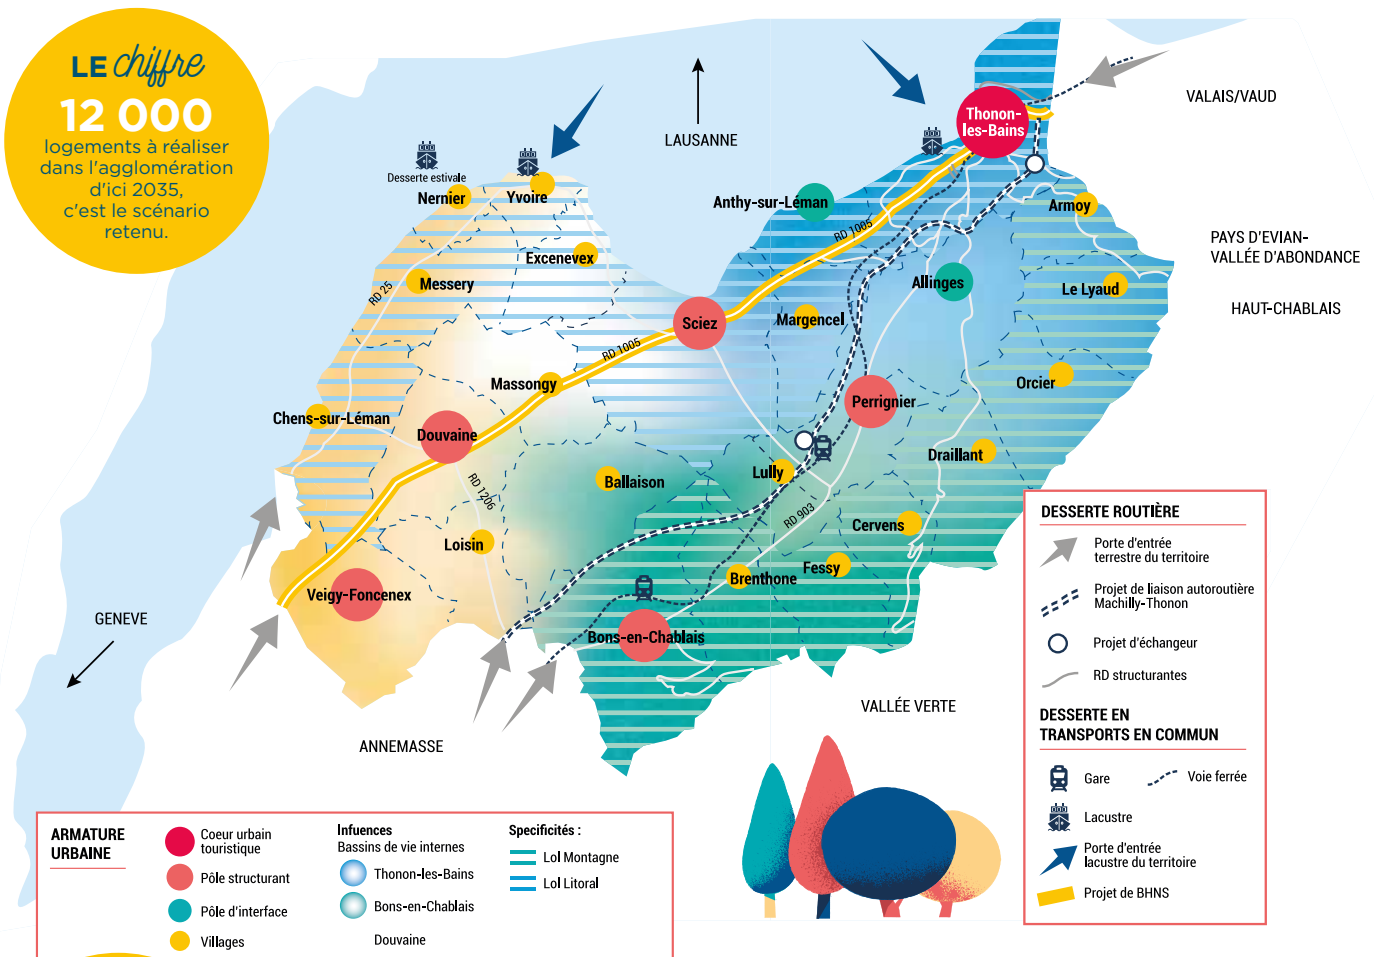 LE chiffre
12 000
logements à réaliser
dans l'agglomération
d'ici 2035,
c'est le scénario
retenu.
VALAIS/VAUD
Thonon-
les-Bains
LAUSANNE
Desserte estivale
Nernier
Yvoire
Anthy-sur-Léman
Armoy
RD 1005
PAYS D'EVIAN-
VALLÉE D'ABONDANCE
Excenevex
Messery
Allinges
Le Lyaud
RD 25
HAUT-CHABLAIS
Sciez
Margencel
RD 1005
Massongy
Orcier
Perrignier
Chens-sur-Léman
Douvaine
Draillant
Lully
Ballaison
RD 1206
RD 903
Cervens
Loisin
Fessy
Brenthone
Veigy-Foncenex
GENEVE
Bons-en-Chablais
VALLÉE VERTE
ANNEMASSE
DESSERTE ROUTIÈRE
Porte d'entrée
terrestre du territoire
Projet de liaison autoroutière
Machilly-Thonon
Projet d'échangeur
RD structurantes
DESSERTE EN
TRANSPORTS EN COMMUN
Gare
Voie ferrée
Lacustre
Porte d'entrée
lacustre du territoire
Projet de BHNS
ARMATURE
URBAINE
Coeur urbain
touristique
Pôle structurant
Pôle d'interface
Villages
Infuences
Bassins de vie internes
Thonon-les-Bains
Bons-en-Chablais
Douvaine
Specificités :
Lol Montagne
Lol Litoral